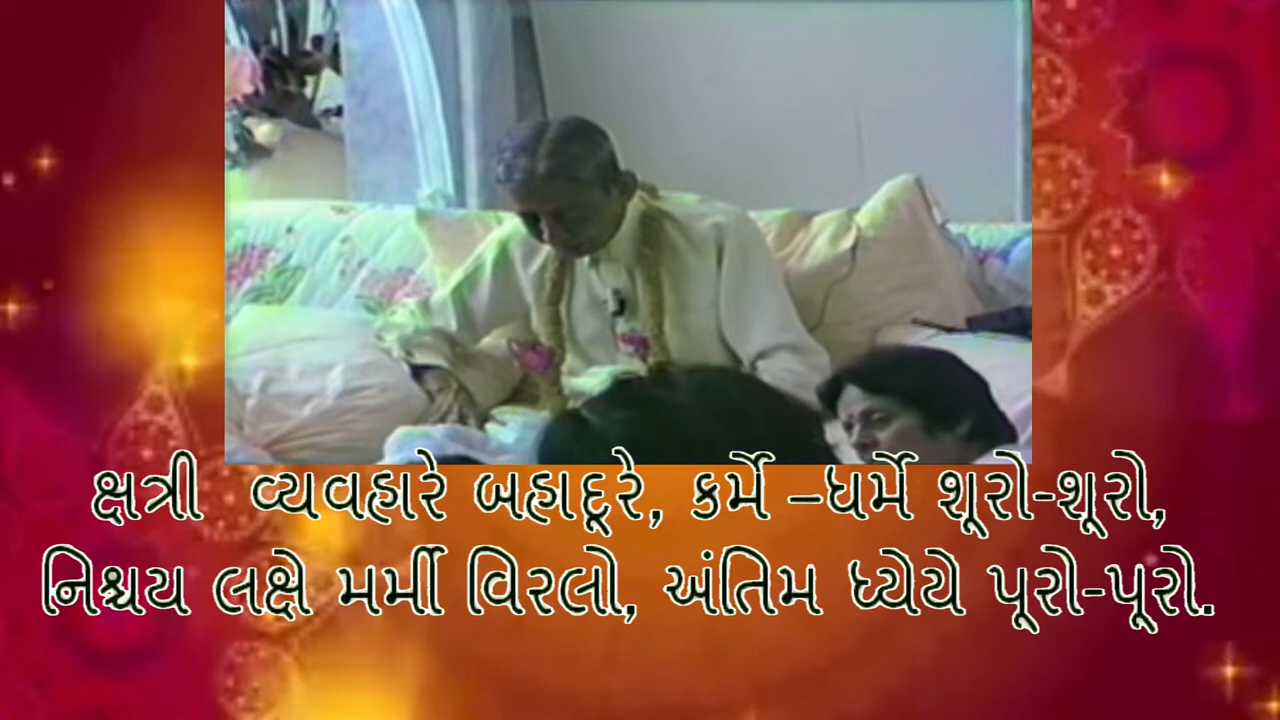 ક્ષત્રી વ્યવહારે બહાદૂરે, કર્મે –ધર્મે શૂરો-શૂરો,
નિશ્ચય લક્ષે મર્મી વિરલો, અંતિમ ધ્યેયે પૂરો-પૂરો.